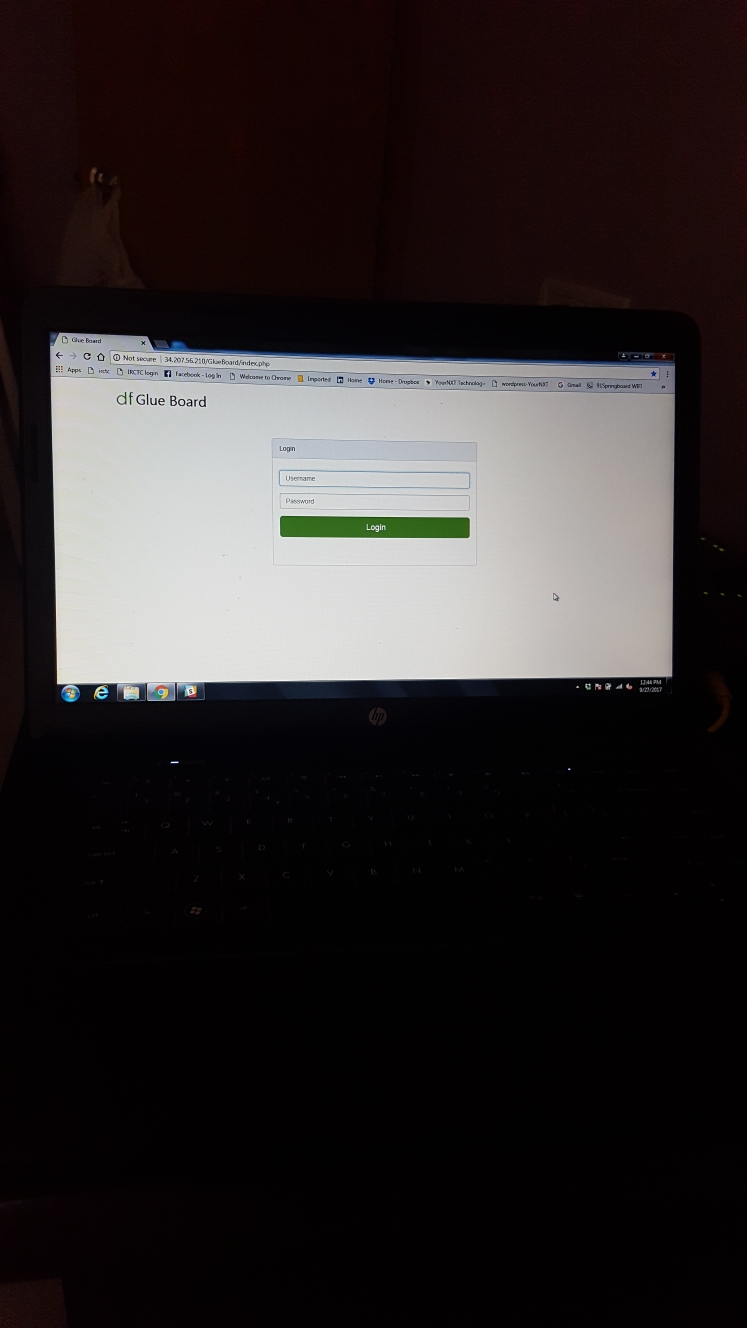 Glue Board
Not secure 34.207.56.210/GlueBoard/index.php
Apps irctc IRCTC login Facebook - Log In Welcome to Chrome Imported Home Home - Dropbox YourNXT Technolog wordpress-YourNXT Gmail 91Springboard WIFI »
df Glue Board
Login
Username
Password
Login
12:44 PM
9/27/2017
hp
Q W E R T Y U
A S D F G H K
Z X C V B N M